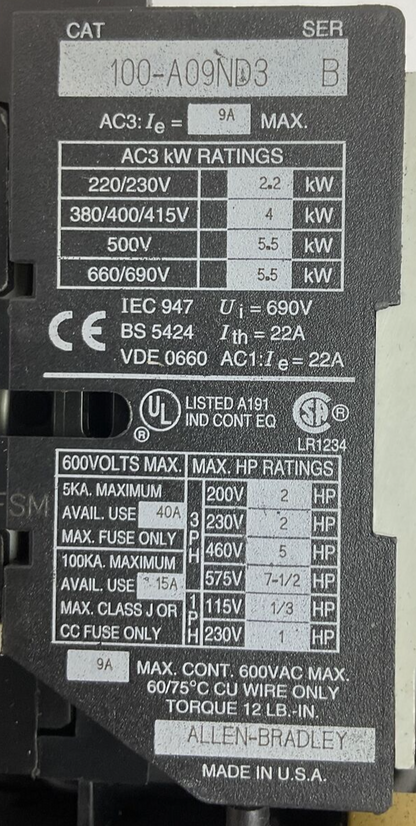 CAT SER
100-A09ND3 B
AC3: Ie = 9A MAX.
AC3 kW RATINGS
220/230V 2.2 kW
380/400/415V 4 kW
500V 5.5 kW
660/690V 5.5 kW
CE
IEC 947 Ui = 690V
BS 5424 Ith = 22A
VDE 0660 AC1: Ie = 22A
UL ® LISTED A191
IND CONT EQ
SA ®
LR1234
600VOLTS MAX. MAX. HP RATINGS
5KA. MAXIMUM
AVAIL. USE 40A
MAX. FUSE ONLY
100KA. MAXIMUM
AVAIL. USE 15A
MAX. CLASS J OR
CC FUSE ONLY
3PH
200V 2 HP
230V 2 HP
460V 5 HP
575V 7-1/2 HP
1PH
115V 1/3 HP
230V 1 HP
9A MAX. CONT. 600VAC MAX.
60/75°C CU WIRE ONLY
TORQUE 12 LB.-IN.
ALLEN-BRADLEY
MADE IN U.S.A.